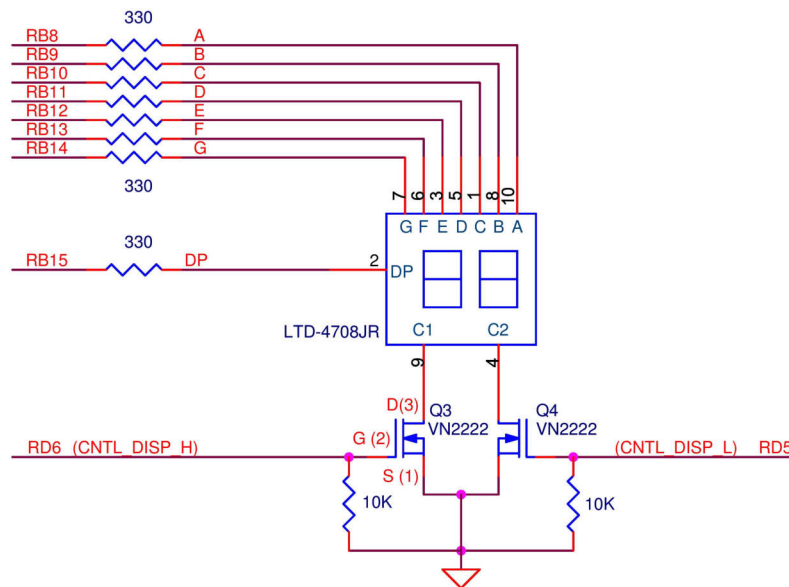 330
RB8 A
RB9 B
RB10 C
RB11 D
RB12 E
RB13 F
RB14 G
330
7 6 3 5 1 8 10
G F E D C B A
330
RB15 DP 2 DP
LTD-4708JR C1 C2
9 4
D(3) Q3 Q4
VN2222 VN2222
G (2)
RD6 (CNTL_DISP_H) (CNTL_DISP_L) RD5
S (1)
10K 10K